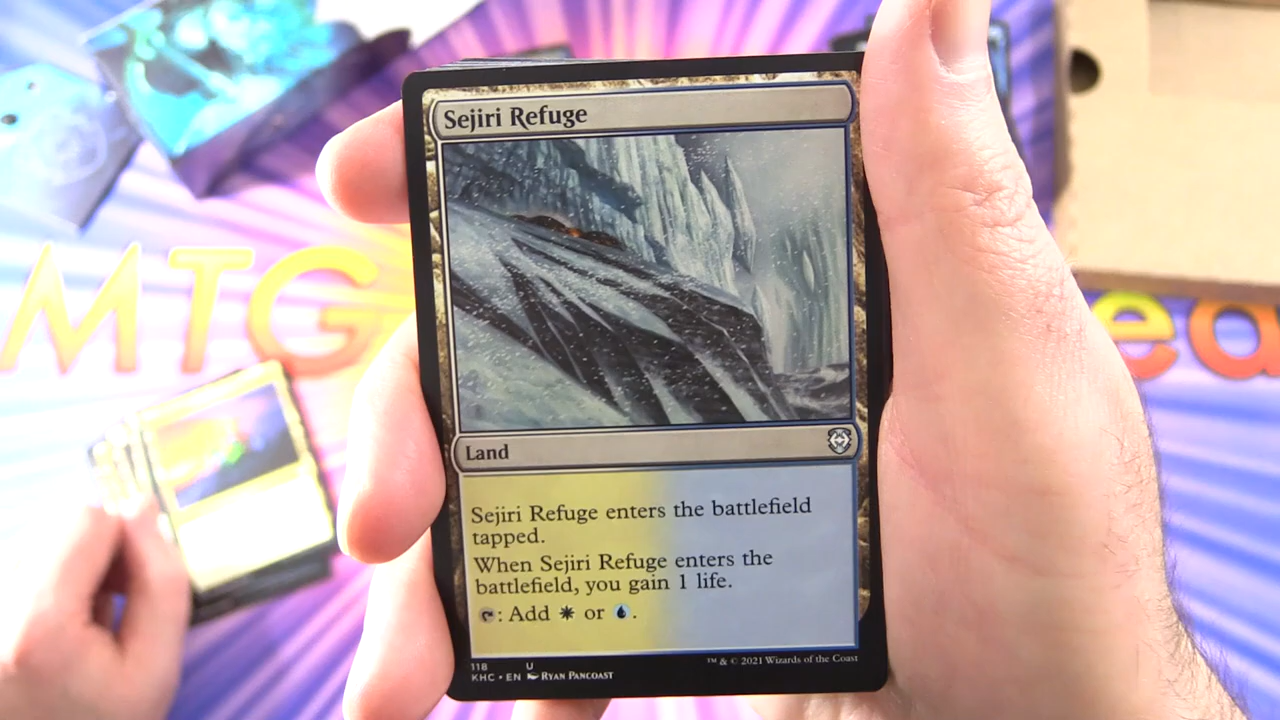 Sejiri Refuge
MTG
ea
Land
Sejiri Refuge enters the battlefield
tapped.
When Sejiri Refuge enters the
battlefield, you gain 1 life.
: Add or .
118 U
KHC • EN Ryan Pancoast
™ & © 2021 Wizards of the Coast